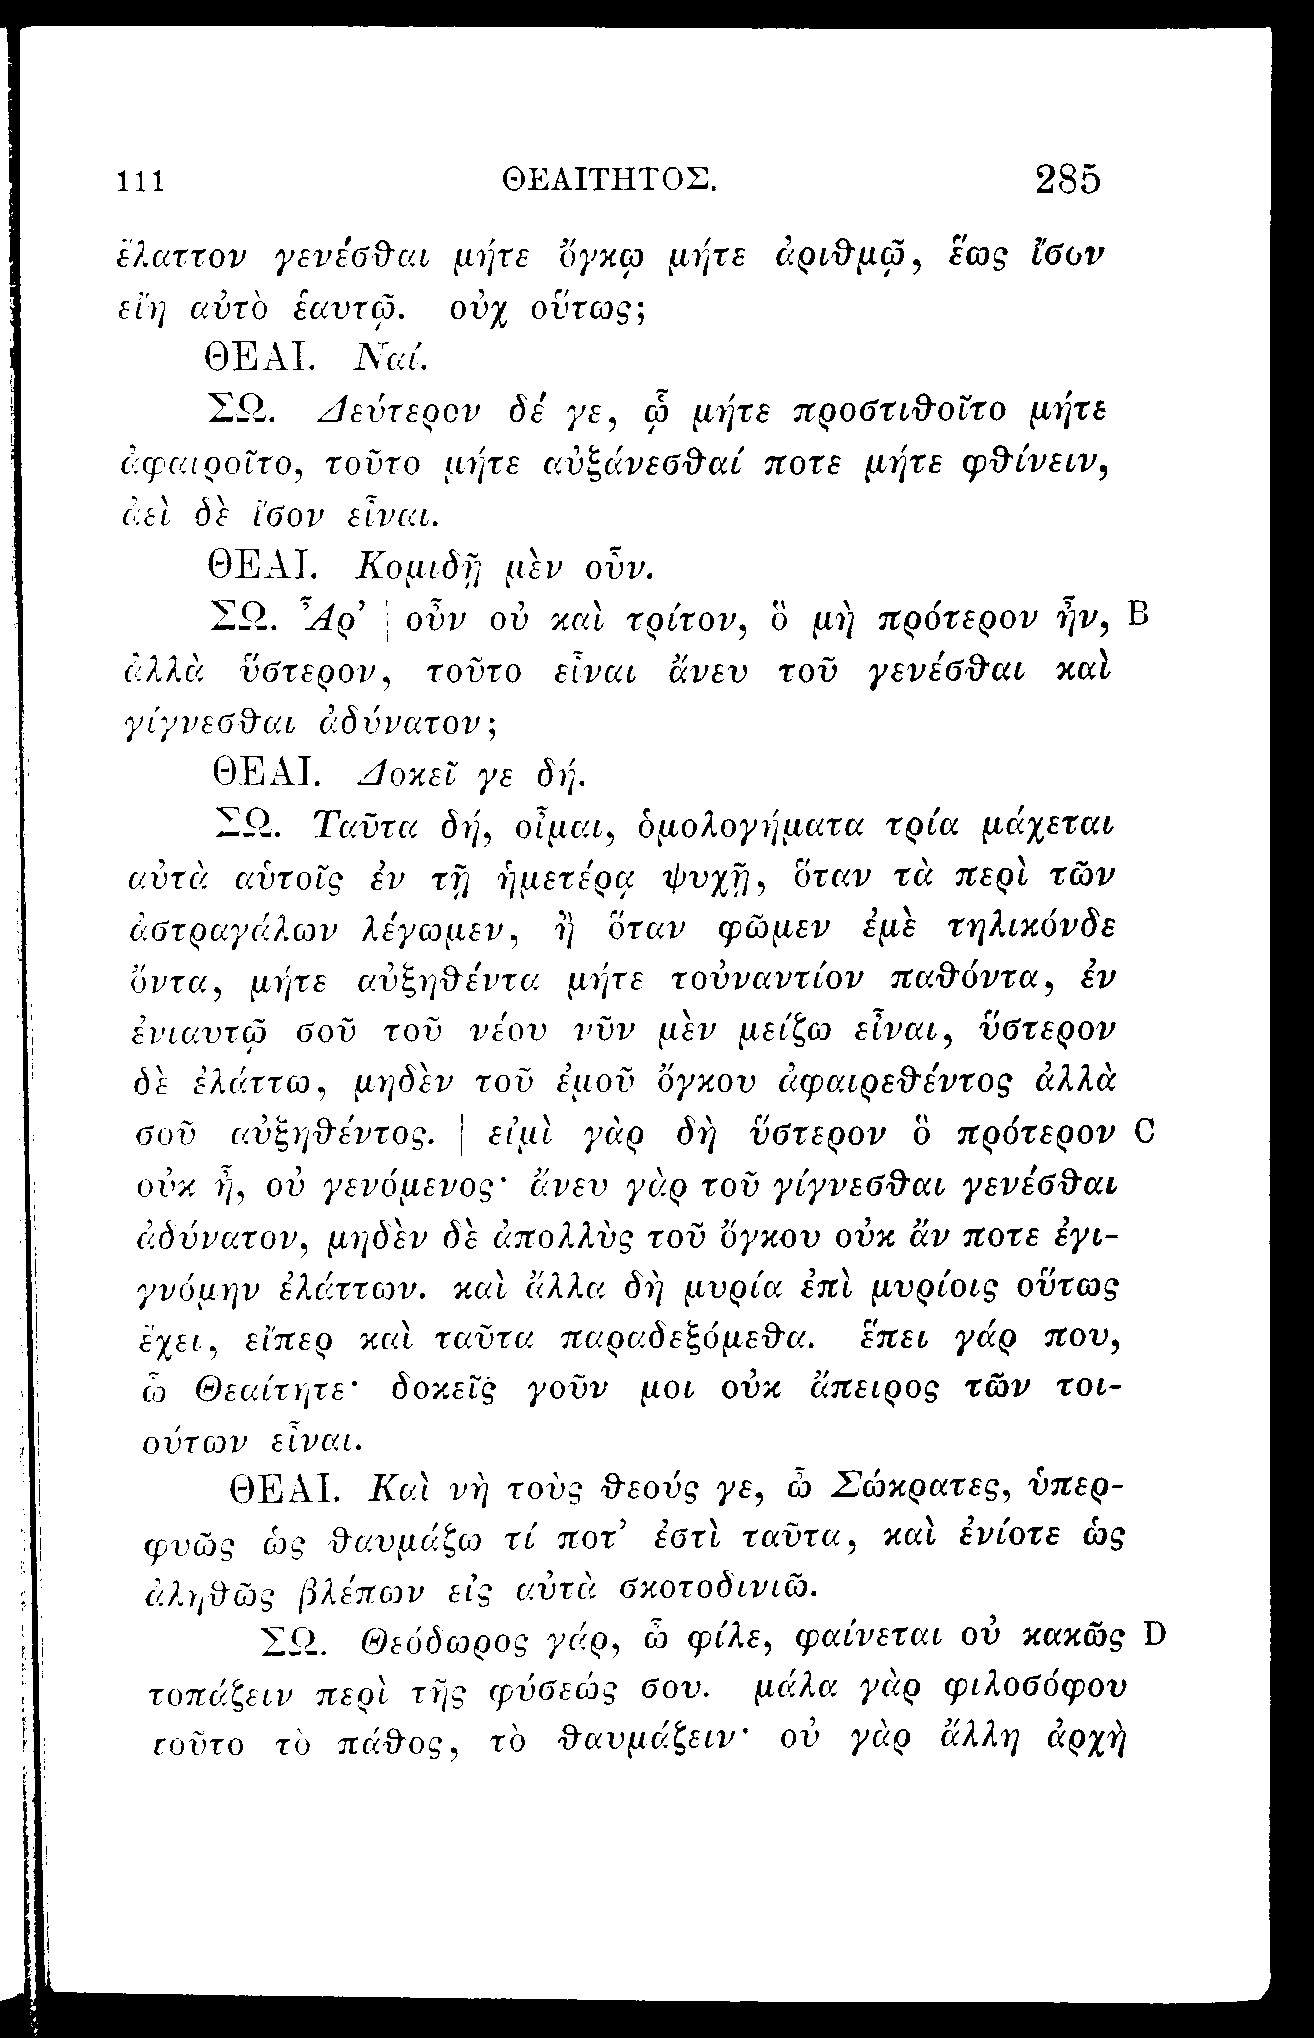 111 ΘΕΑΙΤΗΤΟΣ. 285
ἔλαττον γενέσθαι μήτε ὄγκῳ μήτε ἀριθμῷ, ἕως ἴσον
εἴη αὐτὸ ἑαυτῷ. οὐχ οὕτως;
ΘΕΑΙ. Ναί.
ΣΩ. Δεύτερον δέ γε, ᾧ μήτε προστιθοῖτο μήτε
ἀφαιροῖτο, τοῦτο μήτε αὐξάνεσθαί ποτε μήτε φθίνειν,
ἀεὶ δὲ ἴσον εἶναι.
ΘΕΑΙ. Κομιδῇ μὲν οὖν.
ΣΩ. Ἆρ’ | οὖν οὐ καὶ τρίτον, ὃ μὴ πρότερον ἦν, B
ἀλλὰ ὕστερον, τοῦτο εἶναι ἄνευ τοῦ γενέσθαι καὶ
γίγνεσθαι ἀδύνατον;
ΘΕΑΙ. Δοκεῖ γε δή.
ΣΩ. Ταῦτα δή, οἶμαι, ὁμολογήματα τρία μάχεται
αὐτὰ αὑτοῖς ἐν τῇ ἡμετέρᾳ ψυχῇ, ὅταν τὰ περὶ τῶν
ἀστραγάλων λέγωμεν, ἢ ὅταν φῶμεν ἐμὲ τηλικόνδε
ὄντα, μήτε αὐξηθέντα μήτε τοὐναντίον παθόντα, ἐν
ἐνιαυτῷ σοῦ τοῦ νέου νῦν μὲν μείζω εἶναι, ὕστερον
δὲ ἐλάττω, μηδὲν τοῦ ἐμοῦ ὄγκου ἀφαιρεθέντος ἀλλὰ
σοῦ αὐξηθέντος. | εἰμὶ γὰρ δὴ ὕστερον ὃ πρότερον C
οὐκ ἦ, οὐ γενόμενος· ἄνευ γὰρ τοῦ γίγνεσθαι γενέσθαι
ἀδύνατον, μηδὲν δὲ ἀπολλὺς τοῦ ὄγκου οὐκ ἄν ποτε ἐγι-
γνόμην ἐλάττων. καὶ ἄλλα δὴ μυρία ἐπὶ μυρίοις οὕτως
ἔχει, εἴπερ καὶ ταῦτα παραδεξόμεθα. ἕπει γάρ που,
ὦ Θεαίτητε· δοκεῖς γοῦν μοι οὐκ ἄπειρος τῶν τοι-
ούτων εἶναι.
ΘΕΑΙ. Καὶ νὴ τοὺς θεούς γε, ὦ Σώκρατες, ὑπερ-
φυῶς ὡς θαυμάζω τί ποτ’ ἐστὶ ταῦτα, καὶ ἐνίοτε ὡς
ἀληθῶς βλέπων εἰς αὐτὰ σκοτοδινιῶ.
ΣΩ. Θεόδωρος γάρ, ὦ φίλε, φαίνεται οὐ κακῶς D
τοπάζειν περὶ τῆς φύσεώς σου. μάλα γὰρ φιλοσόφου
τοῦτο τὸ πάθος, τὸ θαυμάζειν· οὐ γὰρ ἄλλη ἀρχὴ